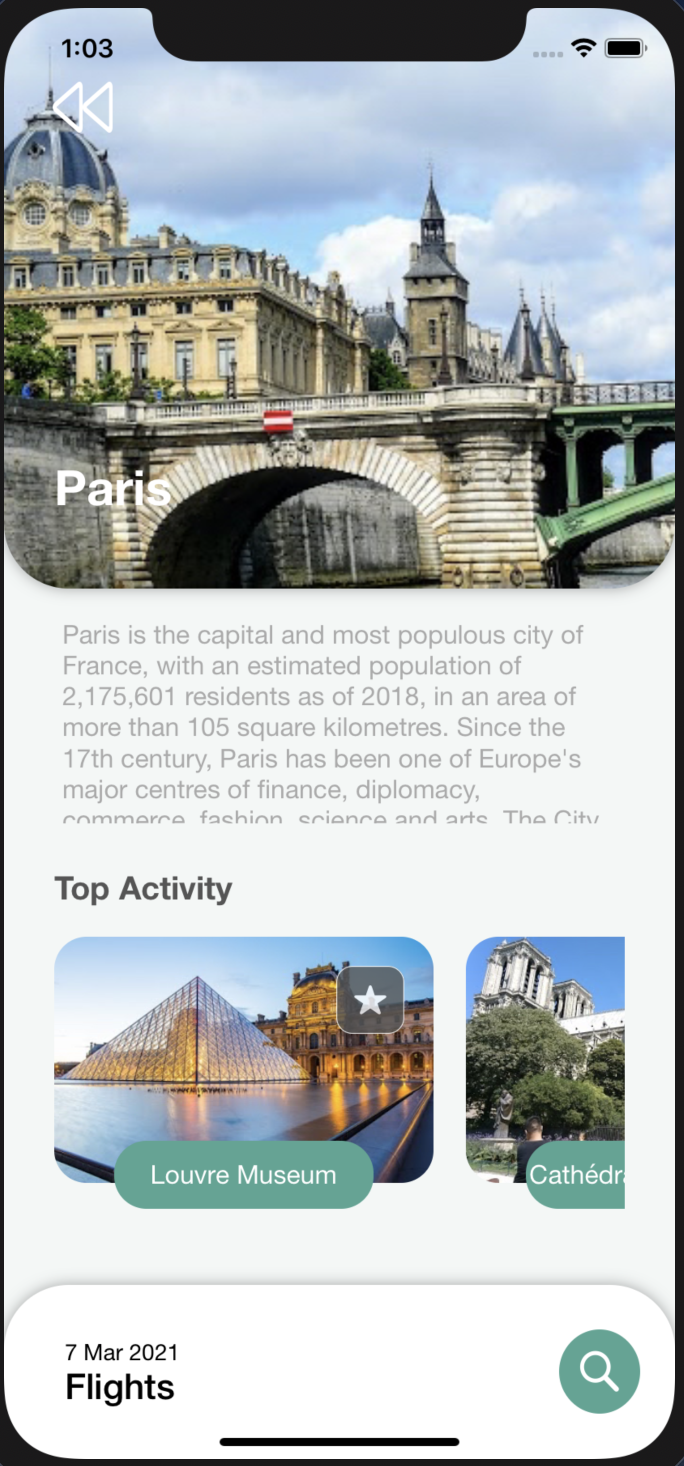 1:03
Paris
Paris is the capital and most populous city of
France, with an estimated population of
2,175,601 residents as of 2018, in an area of
more than 105 square kilometres. Since the
17th century, Paris has been one of Europe's
major centres of finance, diplomacy,
commerce, fashion, science and arts. The City
Top Activity
Louvre Museum
Cathédra
7 Mar 2021
Flights